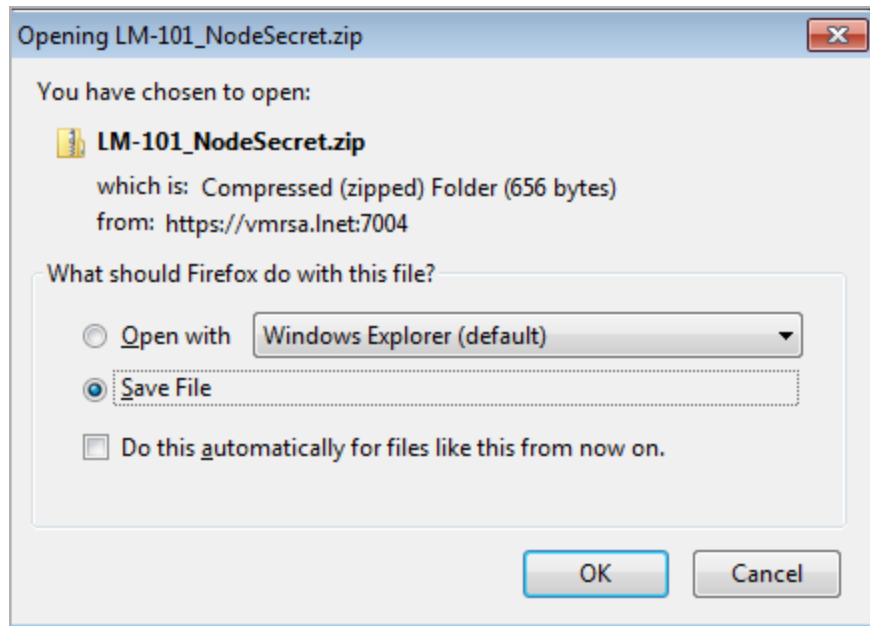 Opening LM-101_NodeSecret.zip
You have chosen to open:
LM-101_NodeSecret.zip
which is: Compressed (zipped) Folder (656 bytes)
from: https://vmrsa.lnet:7004
What should Firefox do with this file?
Open with Windows Explorer (default)
Save File
Do this automatically for files like this from now on.
OK Cancel